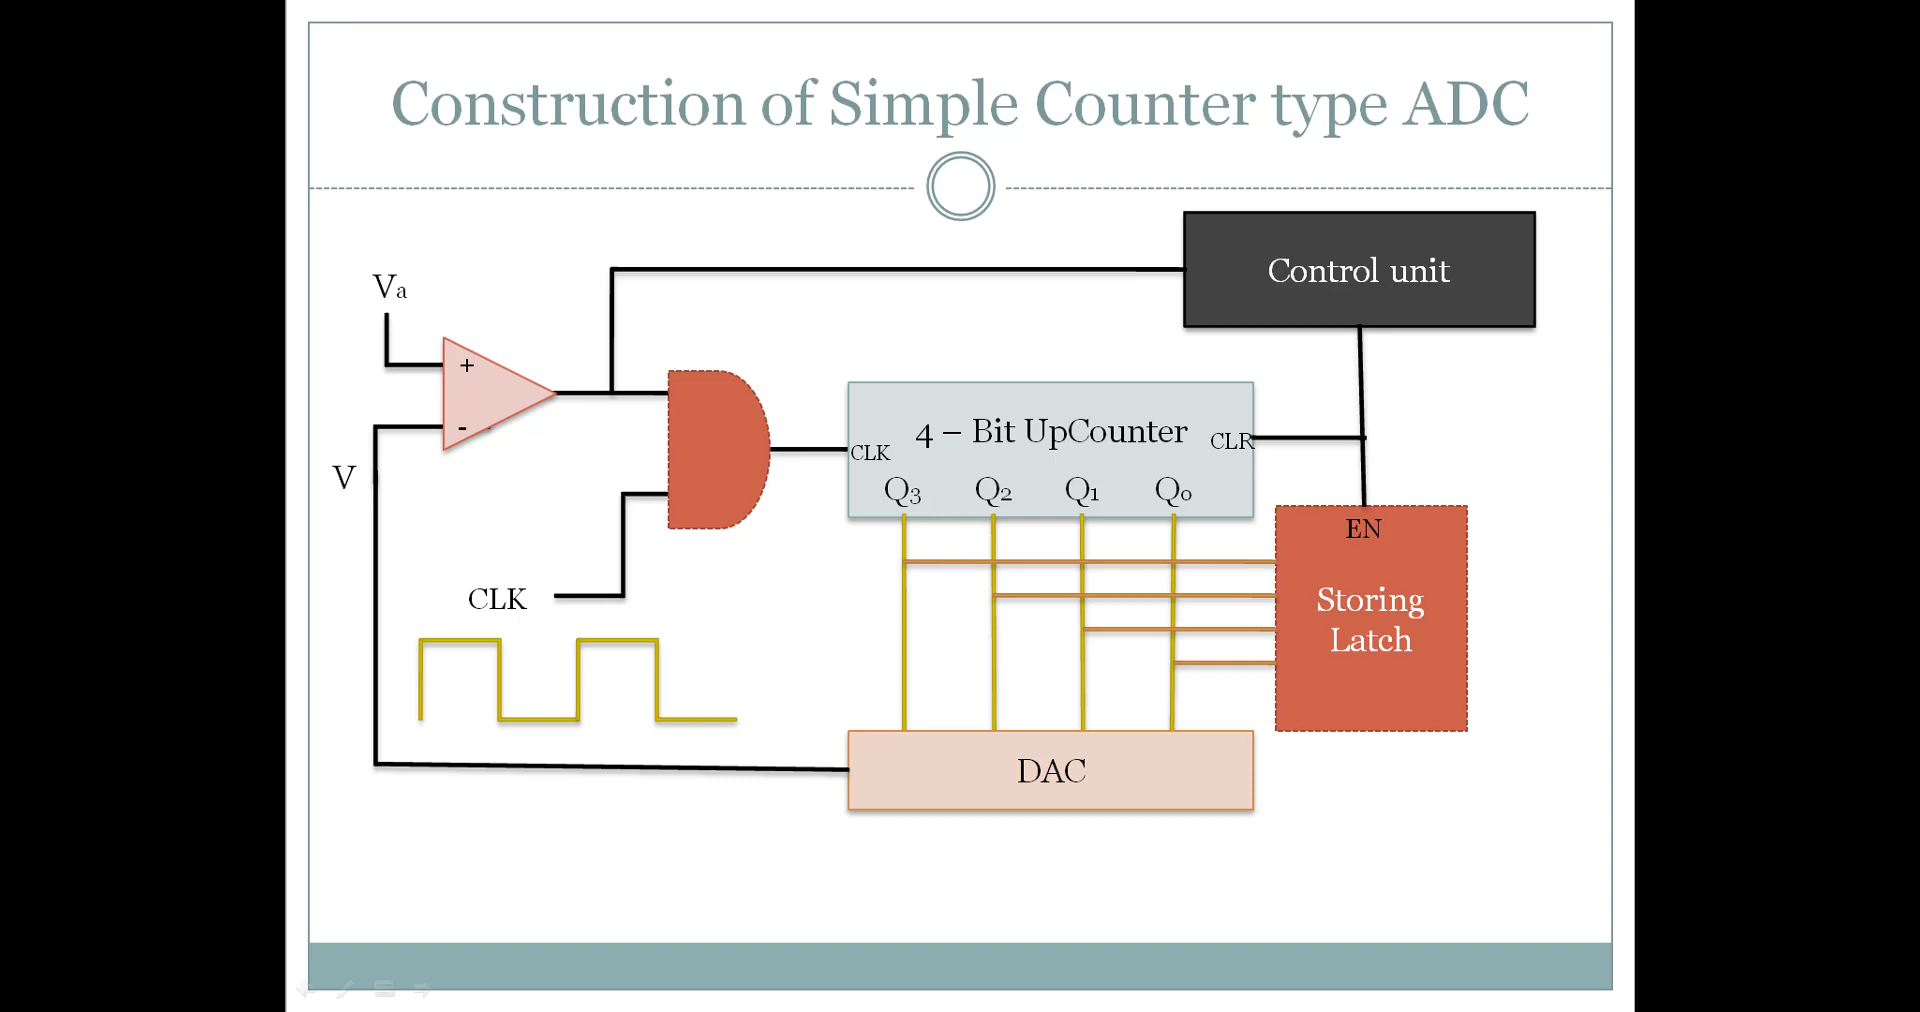 Construction of Simple Counter type ADC
Control unit
Va
+
-
V
4 – Bit UpCounter
CLK
CLR
Q3 Q2 Q1 Q0
EN
Storing
Latch
CLK
DAC